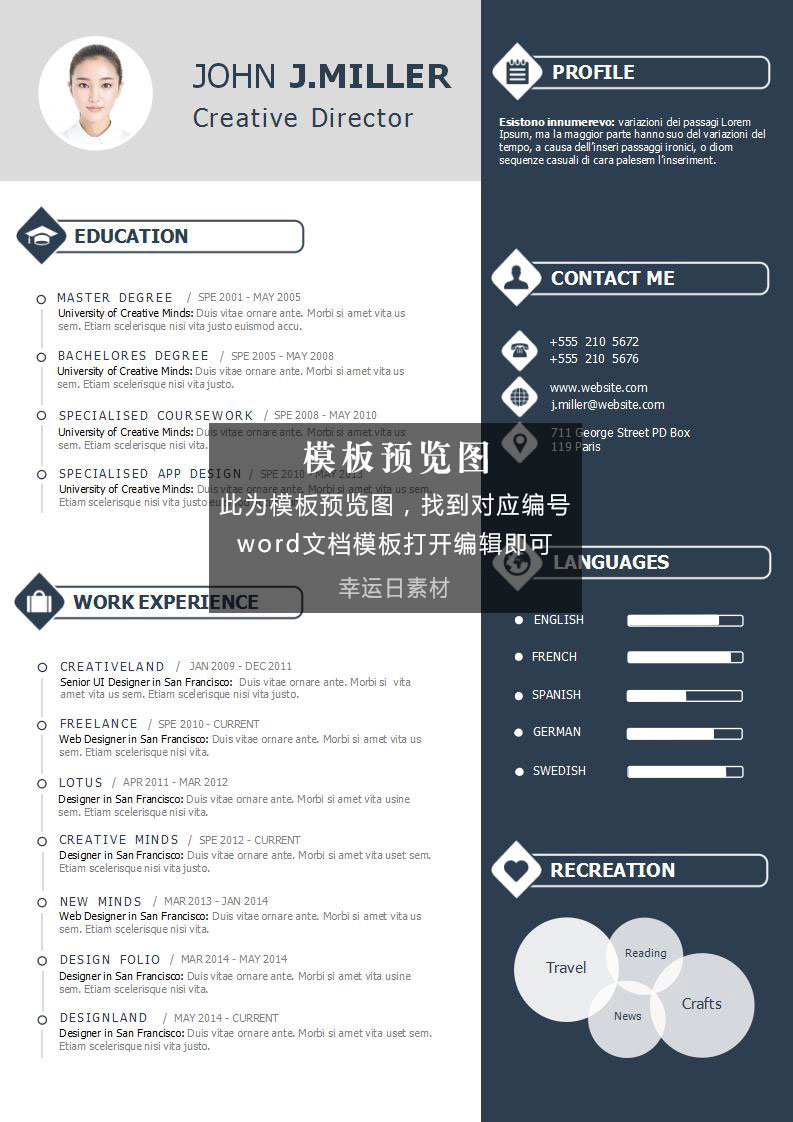 JOHN J.MILLER
Creative Director
EDUCATION
MASTER DEGREE / SPE 2001 - MAY 2005
University of Creative Minds: Duis vitae ornare ante. Morbi si amet vita us
sem. Etiam scelerisque nisi vita justo euismod accu.
BACHELORES DEGREE / SPE 2005 - MAY 2008
University of Creative Minds: Duis vitae ornare ante. Morbi si amet vita us
sem. Etiam scelerisque nisi vita justo.
SPECIALISED COURSEWORK / SPE 2008 - MAY 2010
University of Creative Minds: Duis vitae ornare ante. Morbi si amet vita us
sem. Etiam scelerisque nisi vita.
SPECIALISED APP DESIGN / SPE 2010 - MAY 2013
University of Creative Minds: Duis vitae ornare ante. Morbi si amet vita us sem.
Etiam scelerisque nisi vita justo
WORK EXPERIENCE
CREATIVELAND / JAN 2009 - DEC 2011
Senior UI Designer in San Francisco: Duis vitae ornare ante. Morbi si vita
amet vita us sem. Etiam scelerisque nisi vita justo.
FREELANCE / SPE 2010 - CURRENT
Web Designer in San Francisco: Duis vitae ornare ante. Morbi si amet vita us
sem. Etiam scelerisque nisi vita.
LOTUS / APR 2011 - MAR 2012
Designer in San Francisco: Duis vitae ornare ante. Morbi si amet vita usine
sem. Etiam scelerisque nisi vita justo.
CREATIVE MINDS / SPE 2012 - CURRENT
Designer in San Francisco: Duis vitae ornare ante. Morbi si amet vita uset sem.
Etiam scelerisque nisi vita justo.
NEW MINDS / MAR 2013 - JAN 2014
Web Designer in San Francisco: Duis vitae ornare ante. Morbi si amet vita us
sem. Etiam scelerisque nisi vita.
DESIGN FOLIO / MAR 2014 - MAY 2014
Designer in San Francisco: Duis vitae ornare ante. Morbi si amet vita usine
sem. Etiam scelerisque nisi vita.
DESIGNLAND / MAY 2014 - CURRENT
Designer in San Francisco: Duis vitae ornare ante. Morbi si amet vita uset sem.
Etiam scelerisque nisi vita justo.
PROFILE
Esistono innumerevo: variazioni dei passagi Lorem
Ipsum, ma la maggior parte hanno suo del variazioni del
tempo, a causa dell'inseri passaggi ironici, o diom
sequenze casuali di cara palesem l'inseriment.
CONTACT ME
+555 210 5672
+555 210 5676
www.website.com
j.miller@website.com
711 George Street PD Box
119 Paris
LANGUAGES
ENGLISH
FRENCH
SPANISH
GERMAN
SWEDISH
RECREATION
Travel
Reading
News
Crafts
模板预览图
此为模板预览图，找到对应编号
word文档模板打开编辑即可
幸运日素材